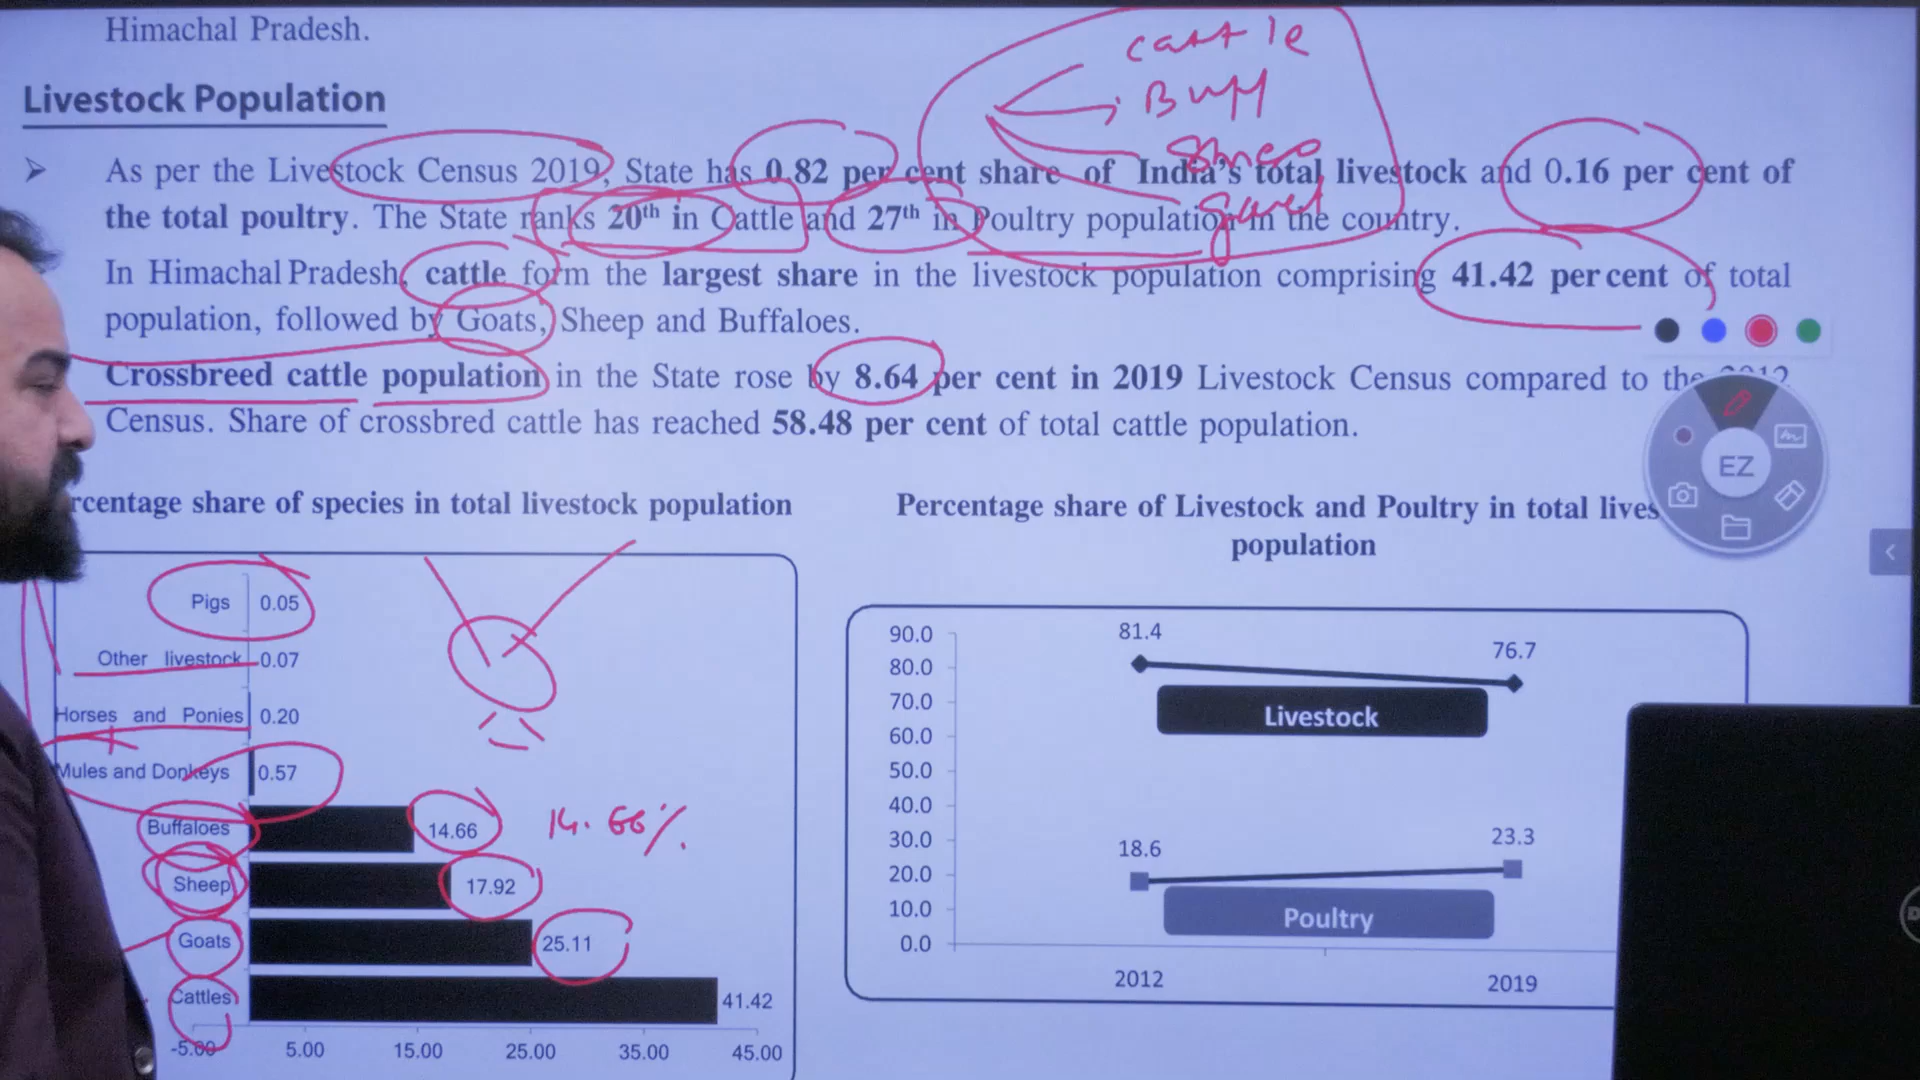 Himachal Pradesh.
cattle
Buff
Livestock Population
As per the Livestock Census 2019, State has 0.82 per cent share of India's total livestock and 0.16 per cent of
the total poultry. The State ranks 20th in Cattle and 27th in Poultry population in the country.
In Himachal Pradesh, cattle form the largest share in the livestock population comprising 41.42 per cent of total
population, followed by Goats, Sheep and Buffaloes.
Crossbreed cattle population in the State rose by 8.64 per cent in 2019 Livestock Census compared to the 2012
Census. Share of crossbred cattle has reached 58.48 per cent of total cattle population.
EZ
rcentage share of species in total livestock population
Pigs 0.05
Other livestock 0.07
Horses and Ponies 0.20
Mules and Donkeys 0.57
Buffaloes 14.66
14.66%.
Sheep 17.92
Goats 25.11
Cattles 41.42
-5.00 5.00 15.00 25.00 35.00 45.00
Percentage share of Livestock and Poultry in total lives
population
90.0
80.0
70.0
60.0
50.0
40.0
30.0
20.0
10.0
0.0
81.4 76.7
Livestock
18.6 23.3
Poultry
2012 2019